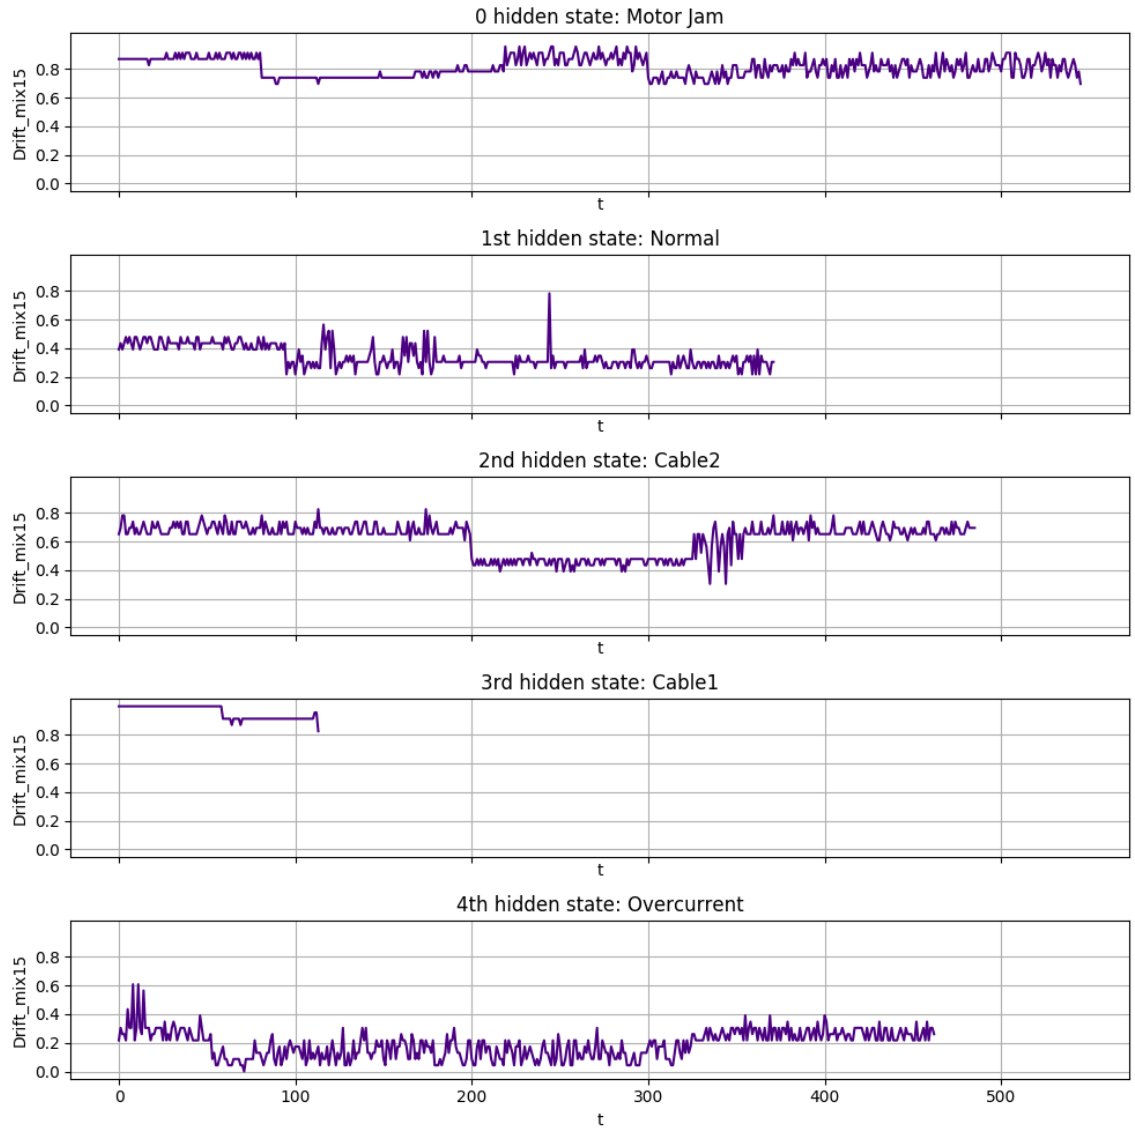 0 hidden state: Motor Jam
0.8
0.6
0.4
0.2
0.0
Drift_mix15
t
1st hidden state: Normal
0.8
0.6
0.4
0.2
0.0
Drift_mix15
t
2nd hidden state: Cable2
0.8
0.6
0.4
0.2
0.0
Drift_mix15
t
3rd hidden state: Cable1
0.8
0.6
0.4
0.2
0.0
Drift_mix15
t
4th hidden state: Overcurrent
0.8
0.6
0.4
0.2
0.0
Drift_mix15
0 100 200 300 400 500
t